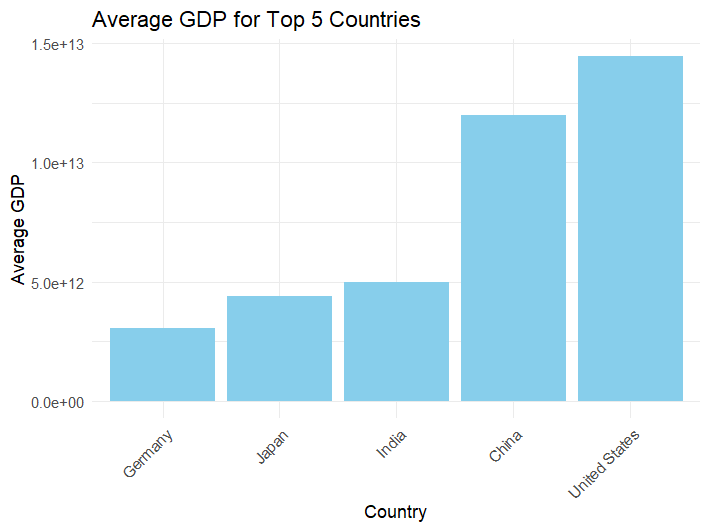 Average GDP for Top 5 Countries
1.5e+13
1.0e+13
5.0e+12
0.0e+00
Average GDP
Germany
Japan
India
China
United States
Country